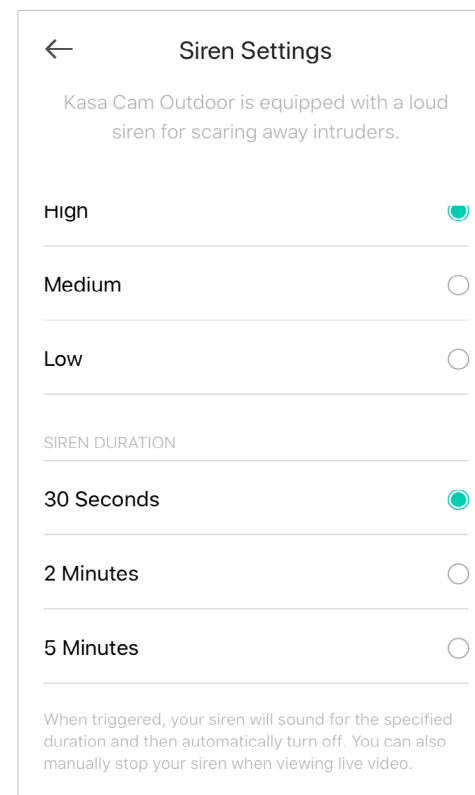 Siren Settings
Kasa Cam Outdoor is equipped with a loud
siren for scaring away intruders.
High
Medium
Low
SIREN DURATION
30 Seconds
2 Minutes
5 Minutes
When triggered, your siren will sound for the specified
duration and then automatically turn off. You can also
manually stop your siren when viewing live video.